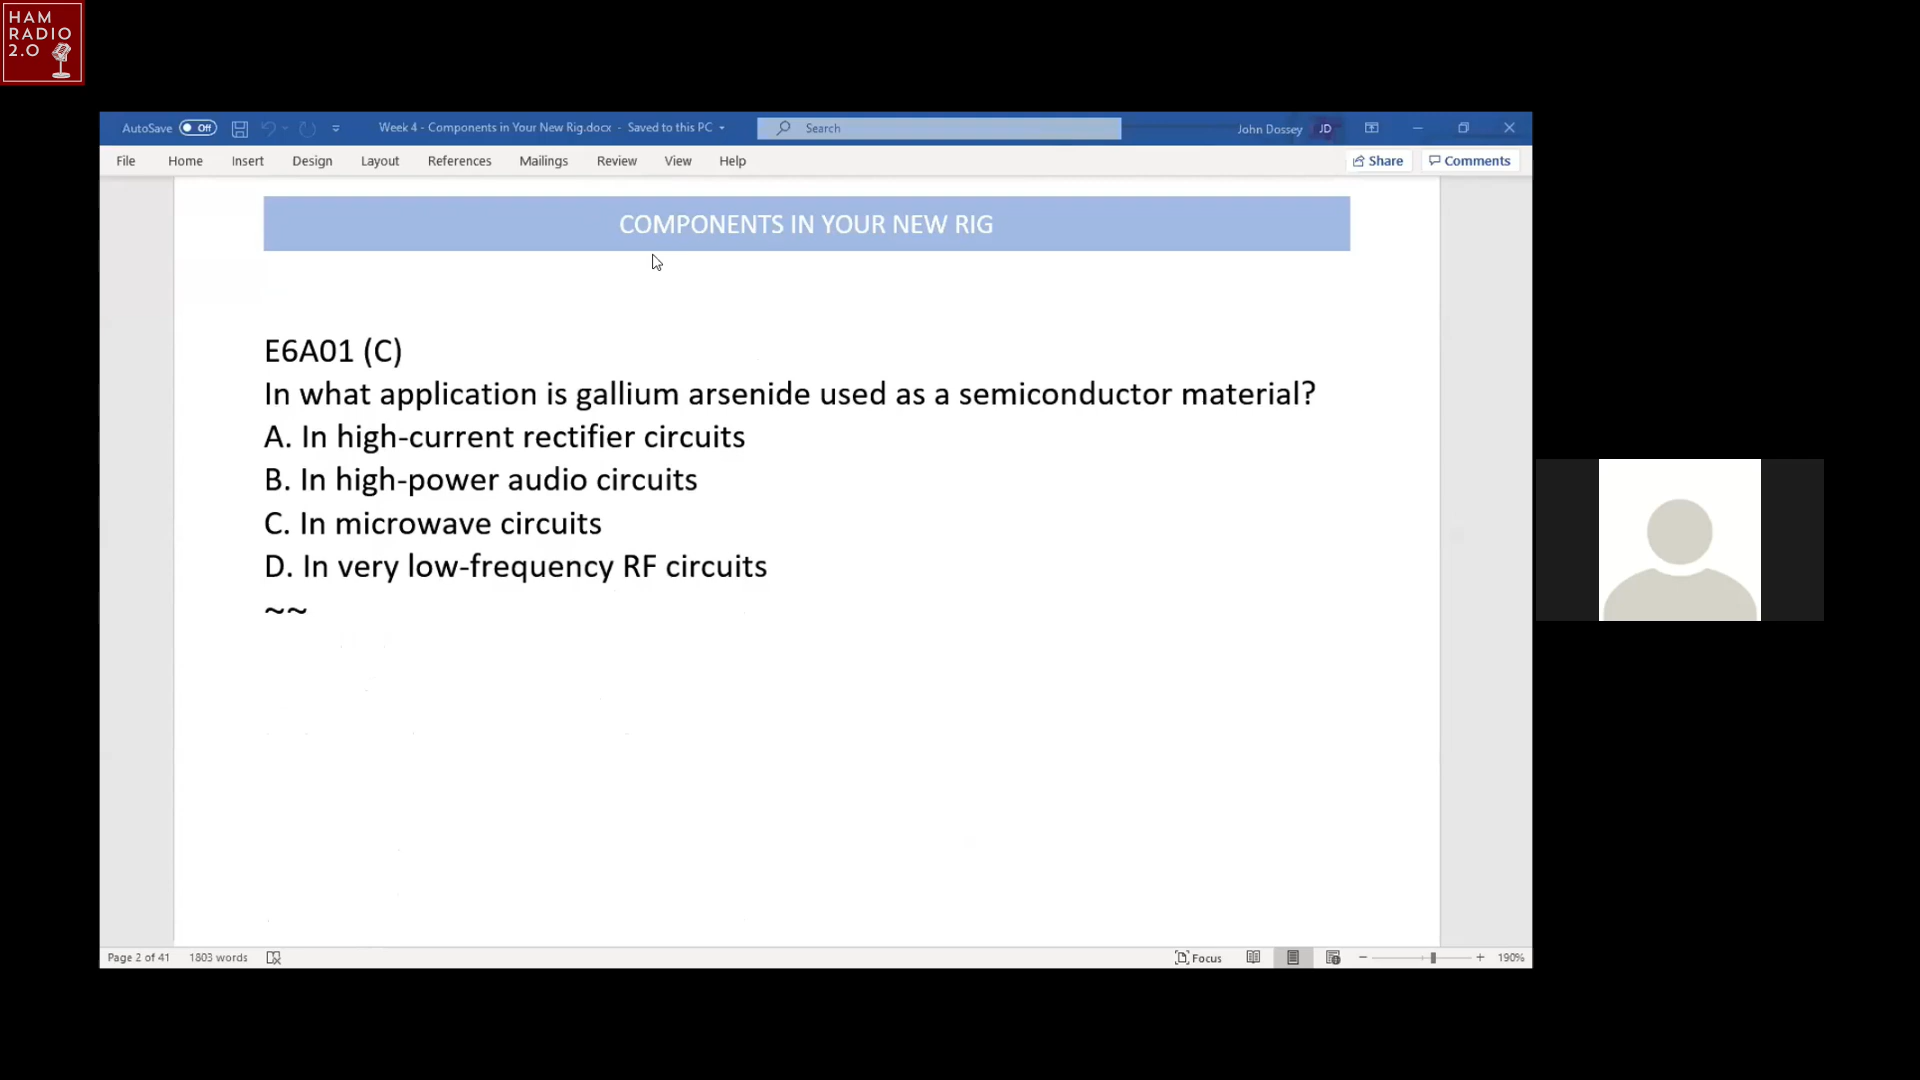 HAM
RADIO
2.0
AutoSave Off Week 4 - Components in Your New Rig.docx - Saved to this PC Search John Dossey JD
File Home Insert Design Layout References Mailings Review View Help Share Comments
COMPONENTS IN YOUR NEW RIG
E6A01 (C)
In what application is gallium arsenide used as a semiconductor material?
A. In high-current rectifier circuits
B. In high-power audio circuits
C. In microwave circuits
D. In very low-frequency RF circuits
~~
Page 2 of 41 1803 words Focus 190%